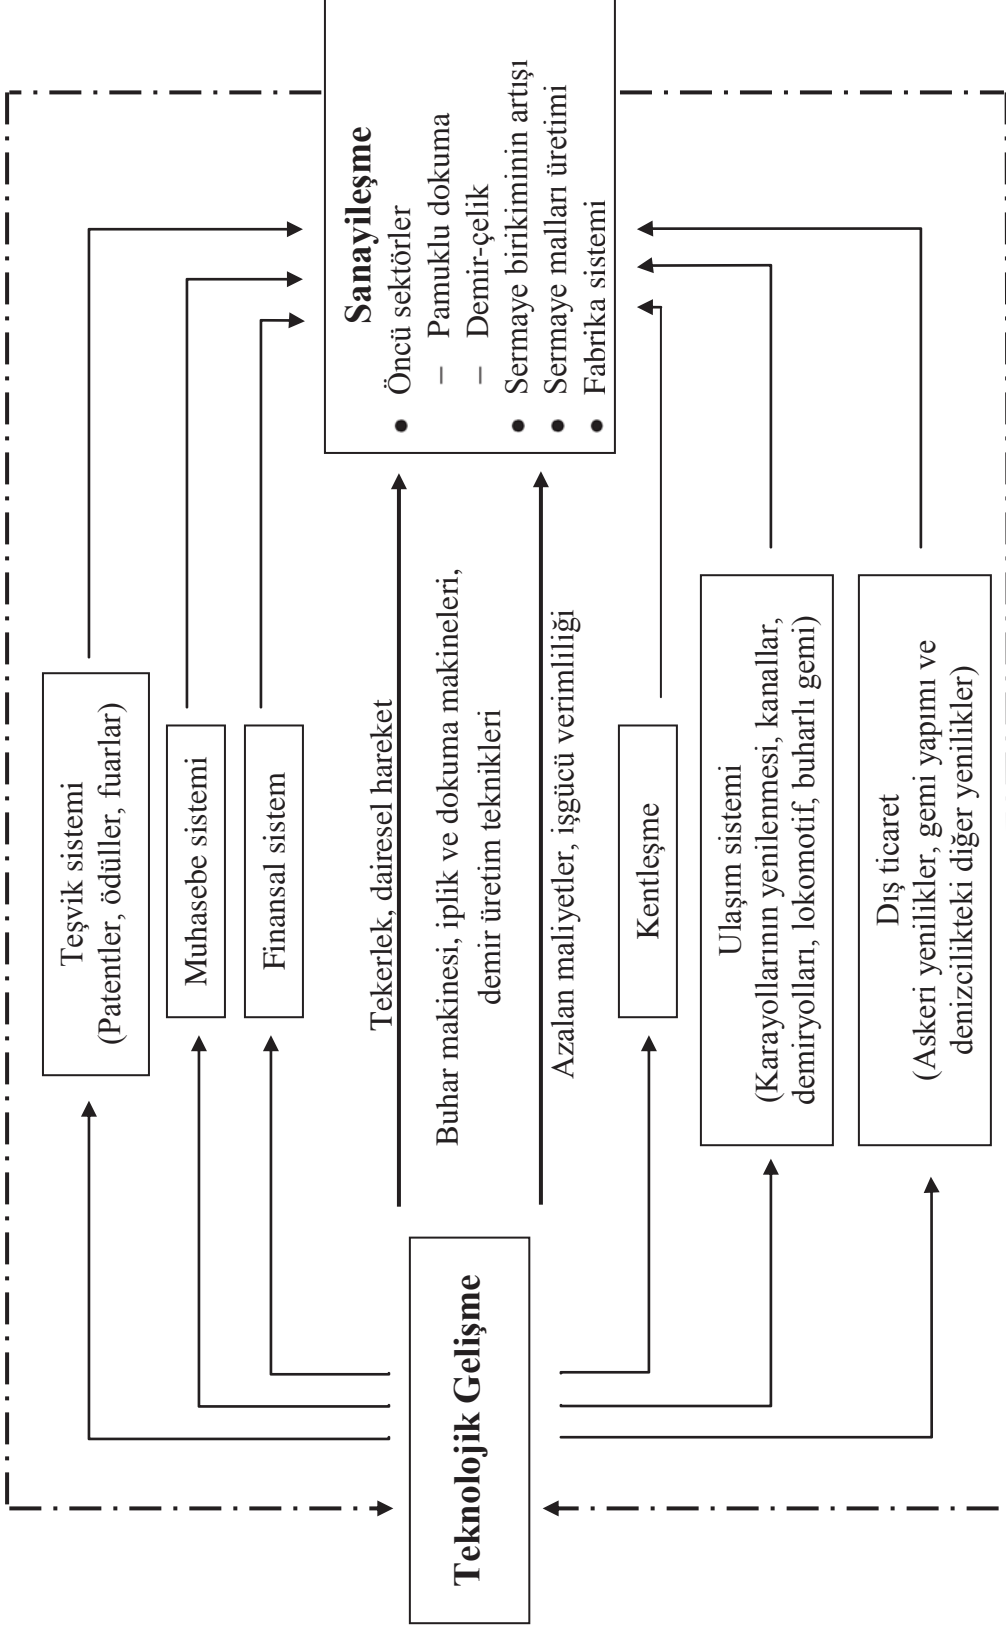 Teknolojik Gelişme
Teşvik sistemi
(Patentler, ödüller, fuarlar)
Muhasebe sistemi
Finansal sistem
Tekerlek, dairesel hareket
Buhar makinesi, iplik ve dokuma makineleri,
demir üretim teknikleri
Azalan maliyetler, işgücü verimliliği
Kentleşme
Ulaşım sistemi
(Karayollarının yenilenmesi, kanallar,
demiryolları, lokomotif, buharlı gemi)
Dış ticaret
(Askeri yenilikler, gemi yapımı ve
denizcilikteki diğer yenilikler)
Sanayileşme
• Öncü sektörler
– Pamuklu dokuma
– Demir-çelik
• Sermaye birikiminin artışı
• Sermaye malları üretimi
• Fabrika sistemi